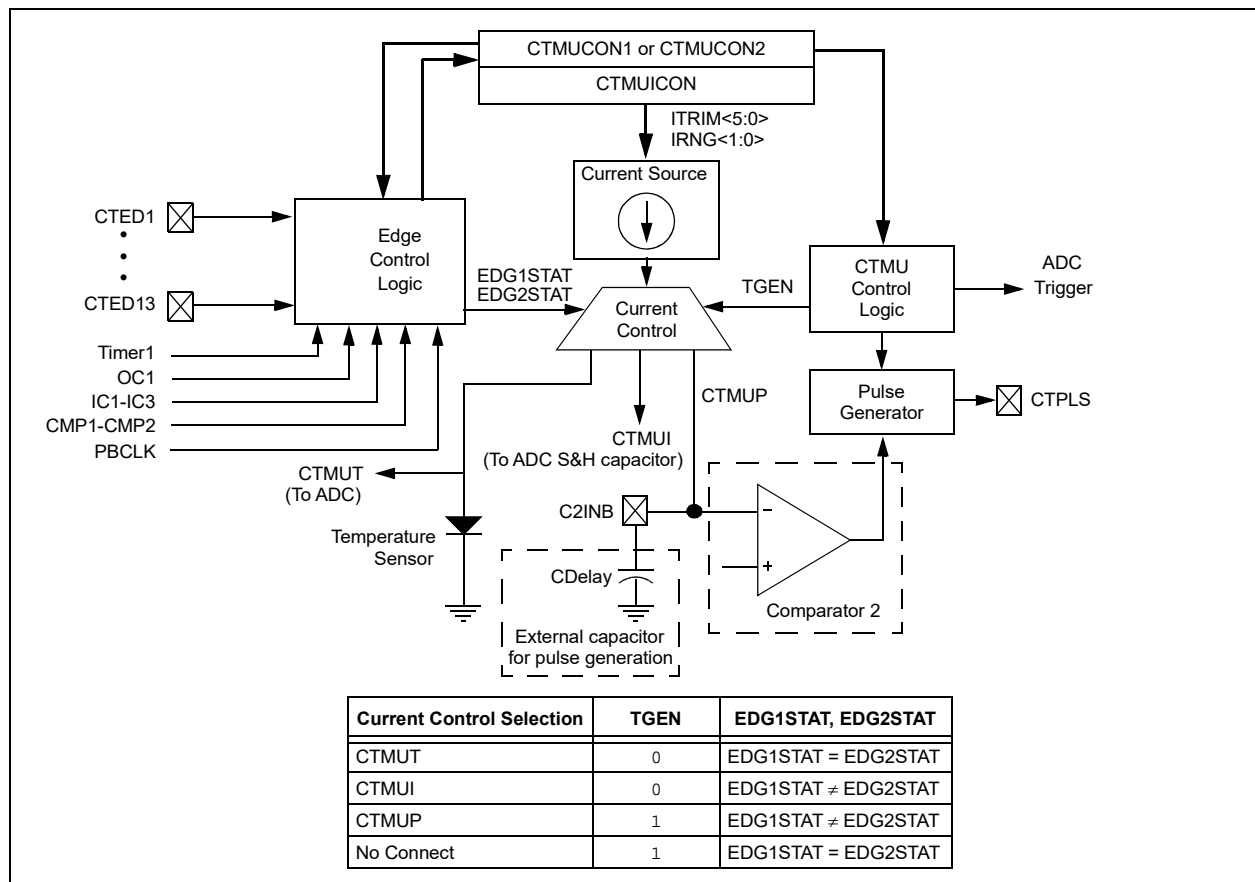 CTMUCON1 or CTMUCON2
CTMUICON
ITRIM<5:0>
IRNG<1:0>
Current Source
CTED1
CTED13
Edge
Control
Logic
EDG1STAT
EDG2STAT
Current
Control
TGEN
CTMU
Control
Logic
ADC
Trigger
Timer1
OC1
IC1-IC3
CMP1-CMP2
PBCLK
CTMUP
Pulse
Generator
CTPLS
CTMUT
(To ADC)
CTMUI
(To ADC S&H capacitor)
C2INB
Temperature
Sensor
CDelay
−
+
Comparator 2
External capacitor
for pulse generation
Current Control Selection TGEN EDG1STAT, EDG2STAT
CTMUT 0 EDG1STAT = EDG2STAT
CTMUI 0 EDG1STAT ≠ EDG2STAT
CTMUP 1 EDG1STAT ≠ EDG2STAT
No Connect 1 EDG1STAT = EDG2STAT